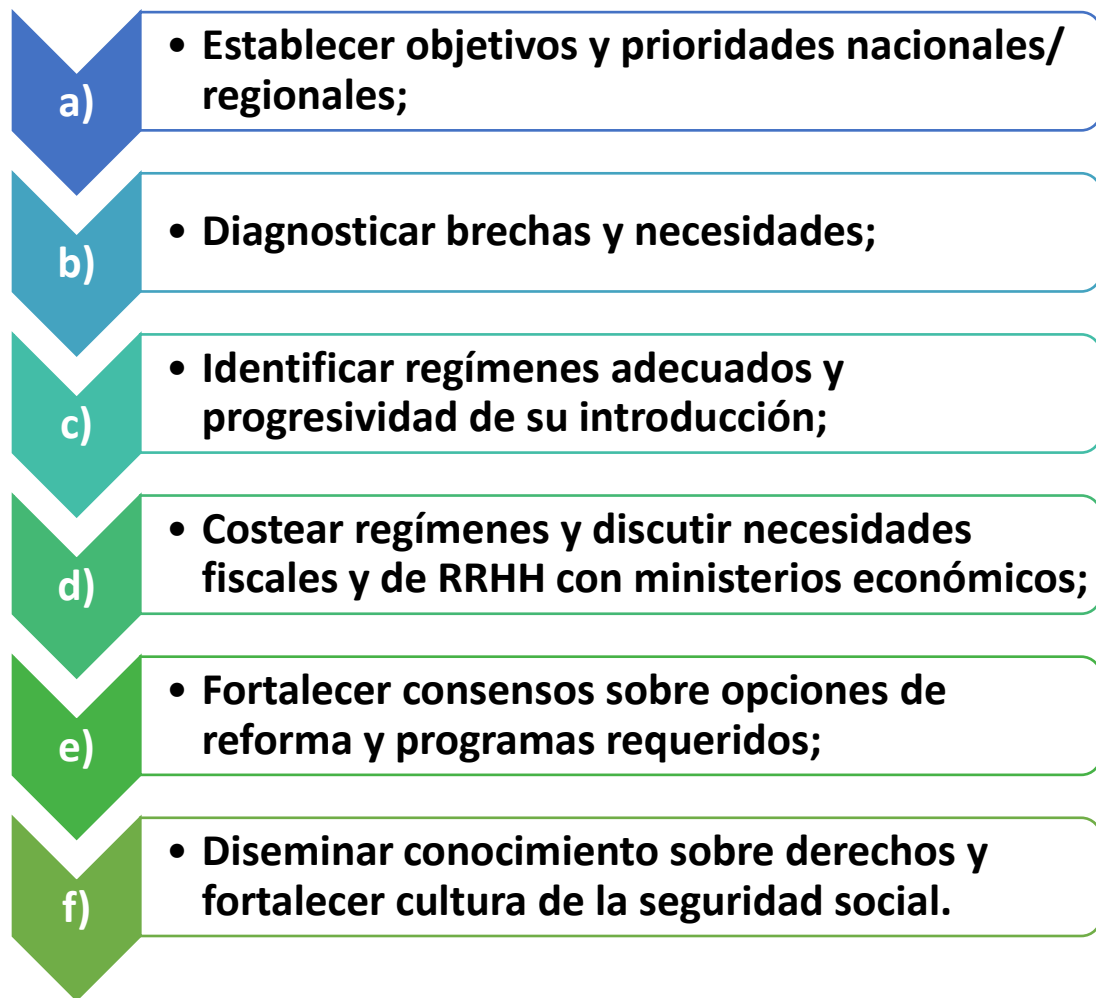 a)
• Establecer objetivos y prioridades nacionales/
regionales;
b)
• Diagnosticar brechas y necesidades;
c)
• Identificar regímenes adecuados y
progresividad de su introducción;
d)
• Costear regímenes y discutir necesidades
fiscales y de RRHH con ministerios económicos;
e)
• Fortalecer consensos sobre opciones de
reforma y programas requeridos;
f)
• Diseminar conocimiento sobre derechos y
fortalecer cultura de la seguridad social.